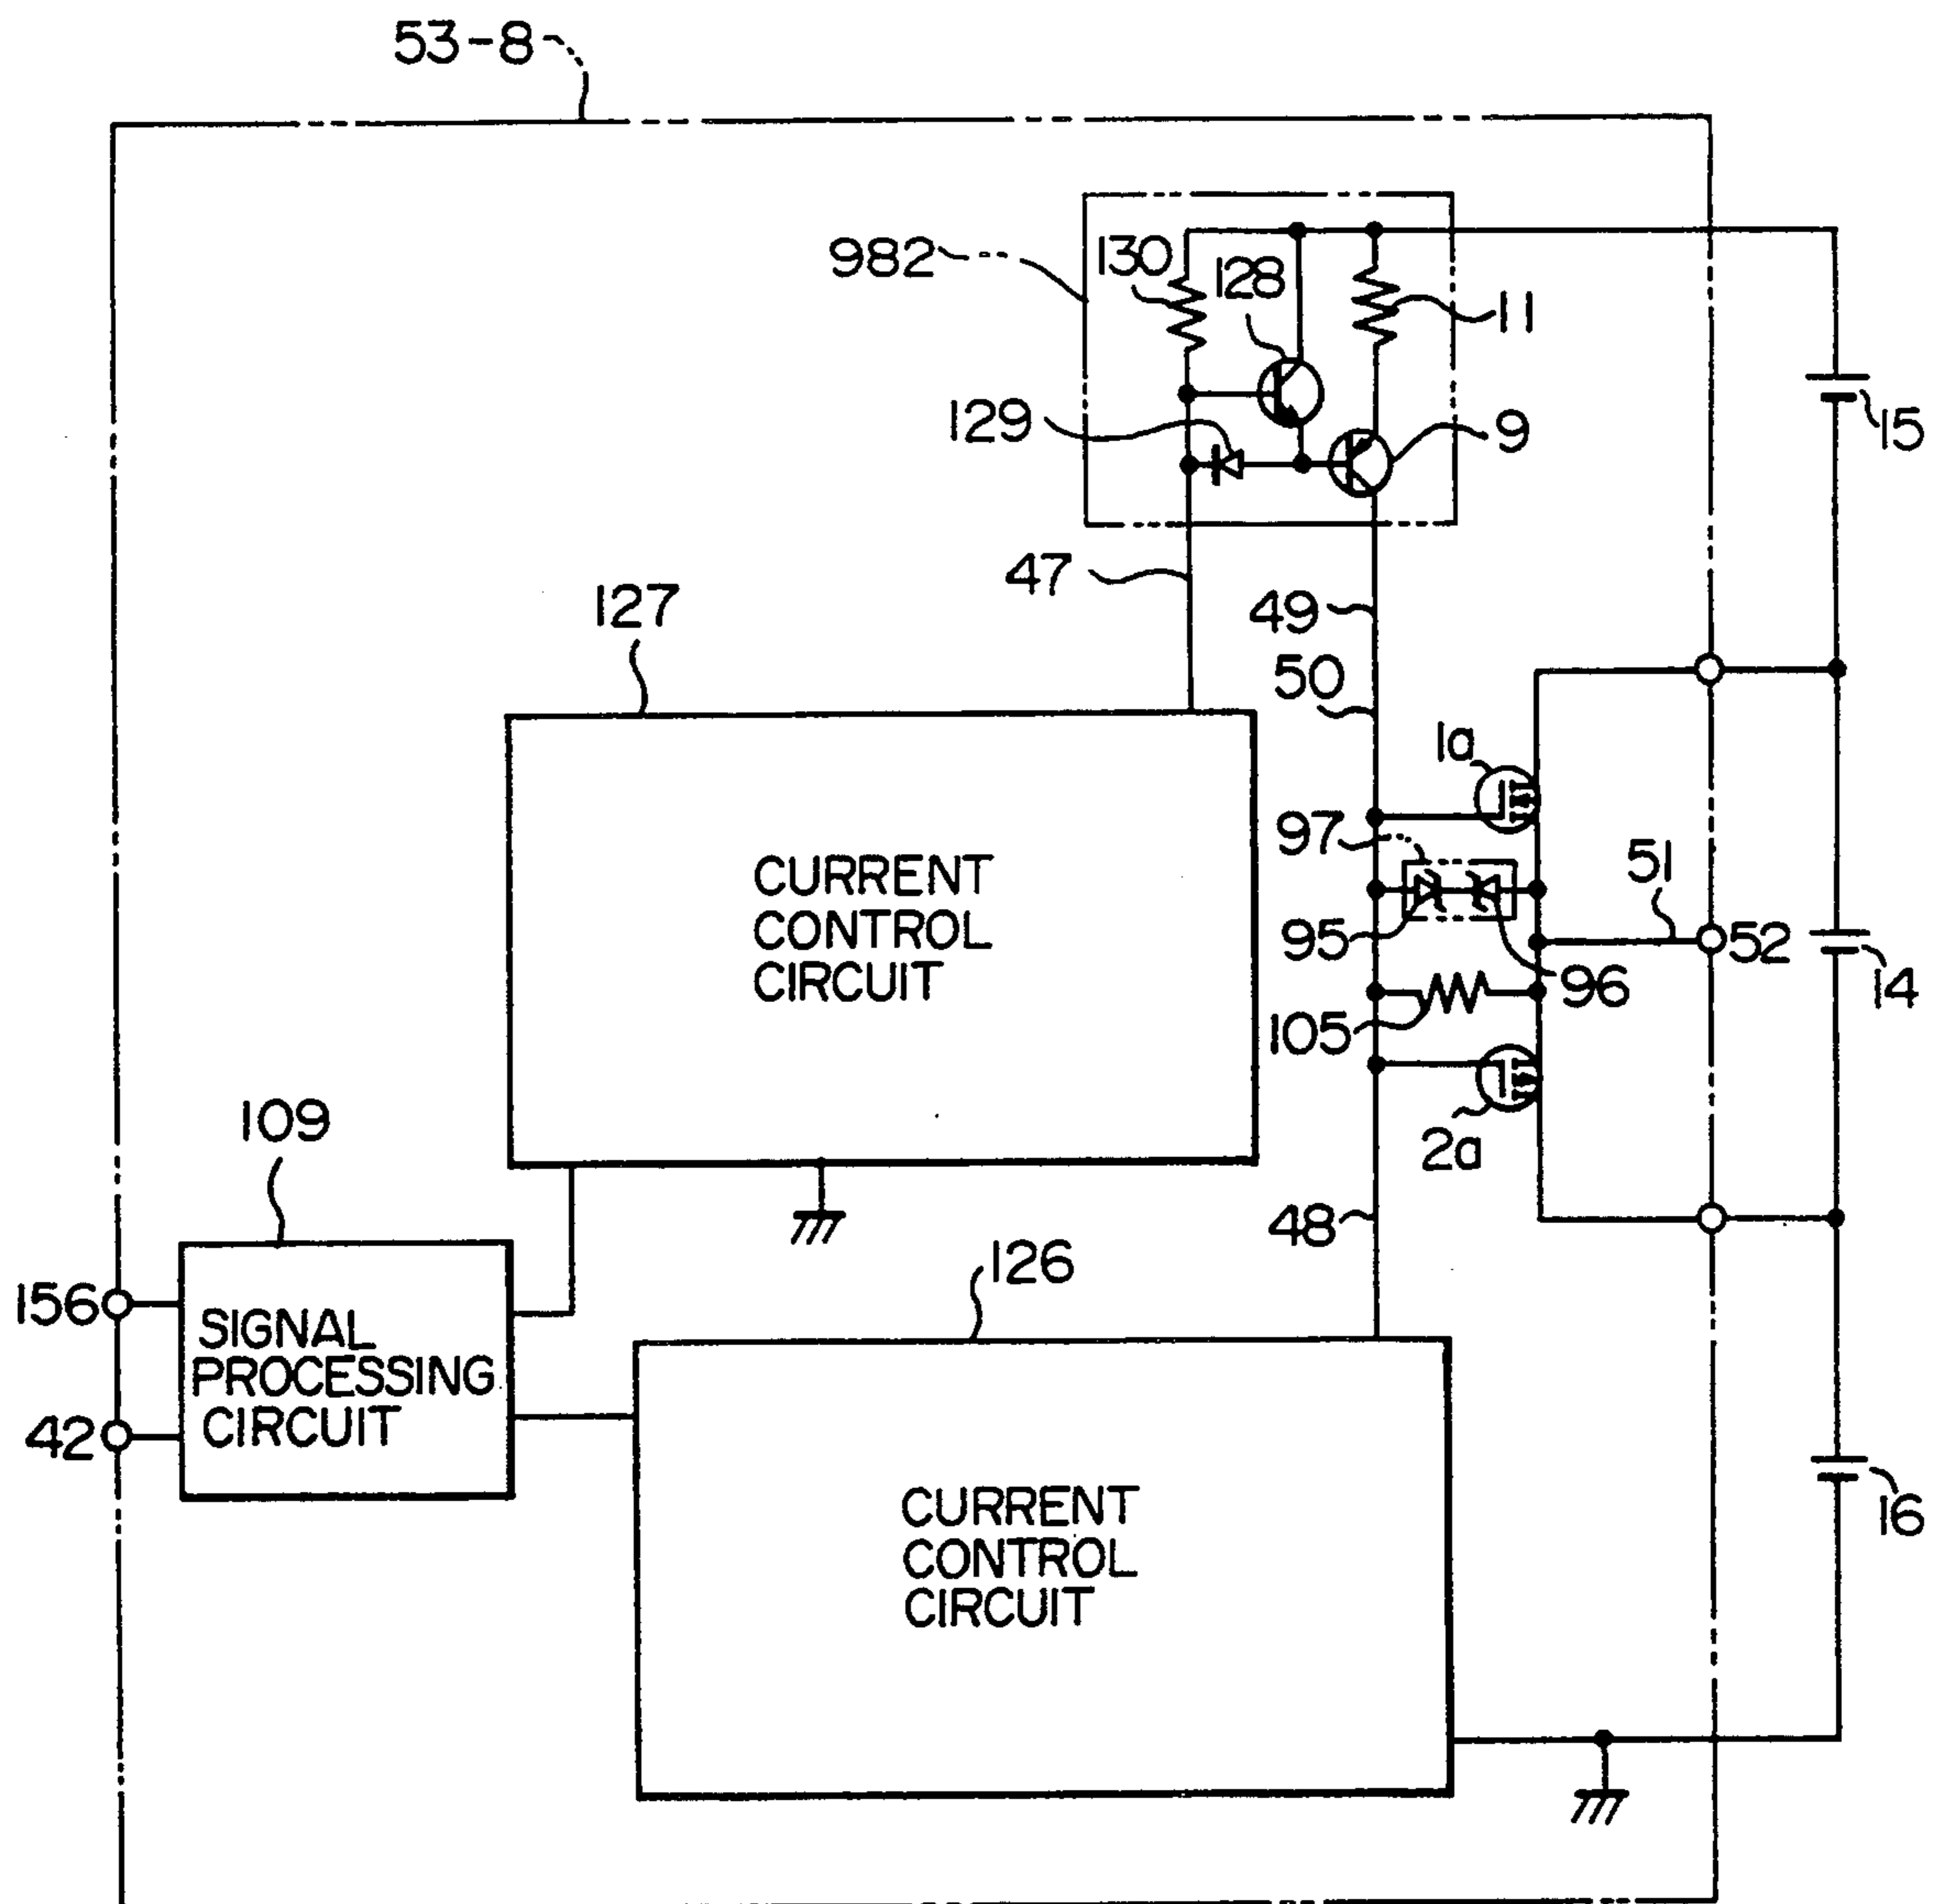 53-8
982
130
128
11
129
9
15
47
49
127
50
1a
97
51
CURRENT
CONTROL
CIRCUIT
95
52
96
14
105
109
2a
48
126
156
SIGNAL
PROCESSING
CIRCUIT
42
CURRENT
CONTROL
CIRCUIT
16